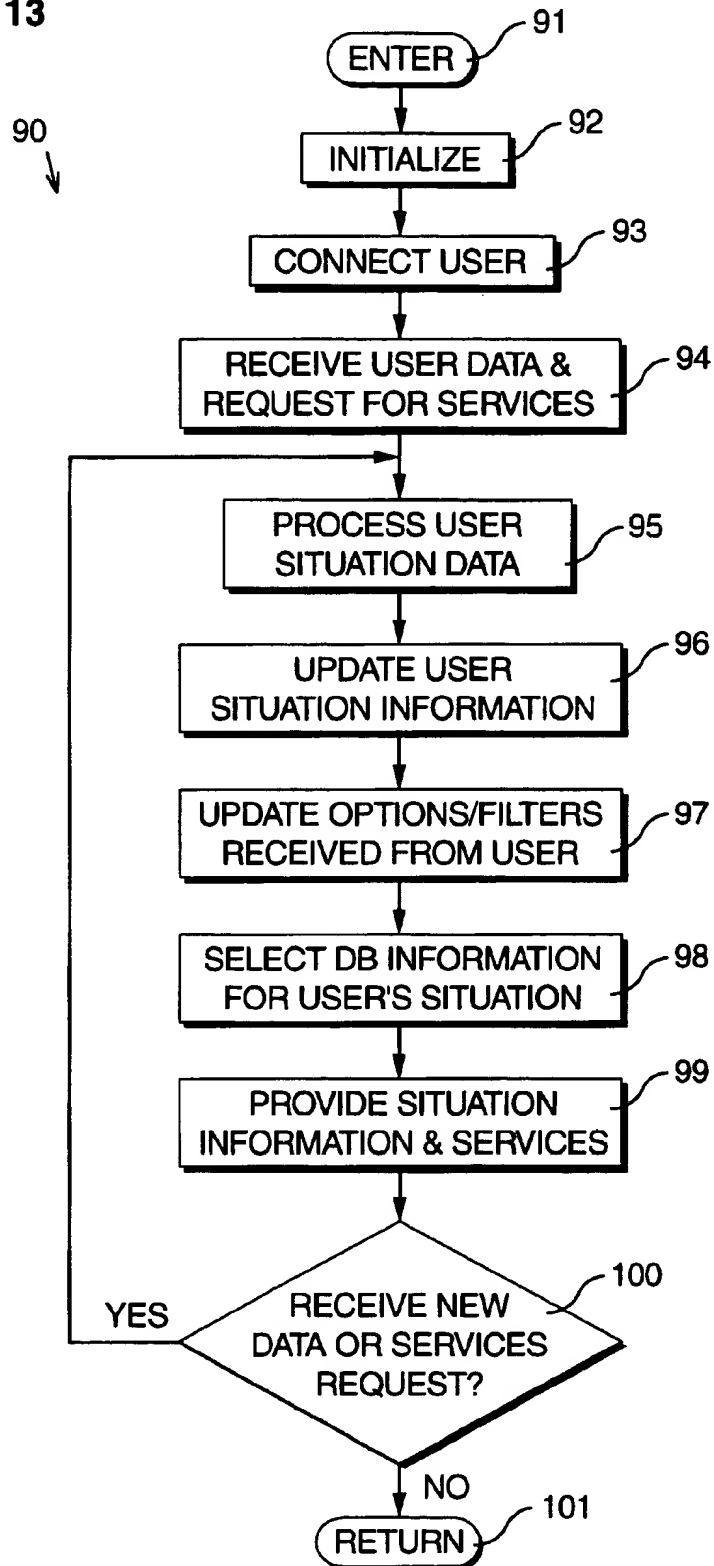 13
90
ENTER
91
INITIALIZE
92
CONNECT USER
93
RECEIVE USER DATA &
REQUEST FOR SERVICES
94
PROCESS USER
SITUATION DATA
95
UPDATE USER
SITUATION INFORMATION
96
UPDATE OPTIONS/FILTERS
RECEIVED FROM USER
97
SELECT DB INFORMATION
FOR USER'S SITUATION
98
PROVIDE SITUATION
INFORMATION & SERVICES
99
RECEIVE NEW
DATA OR SERVICES
REQUEST?
100
YES
NO
RETURN
101